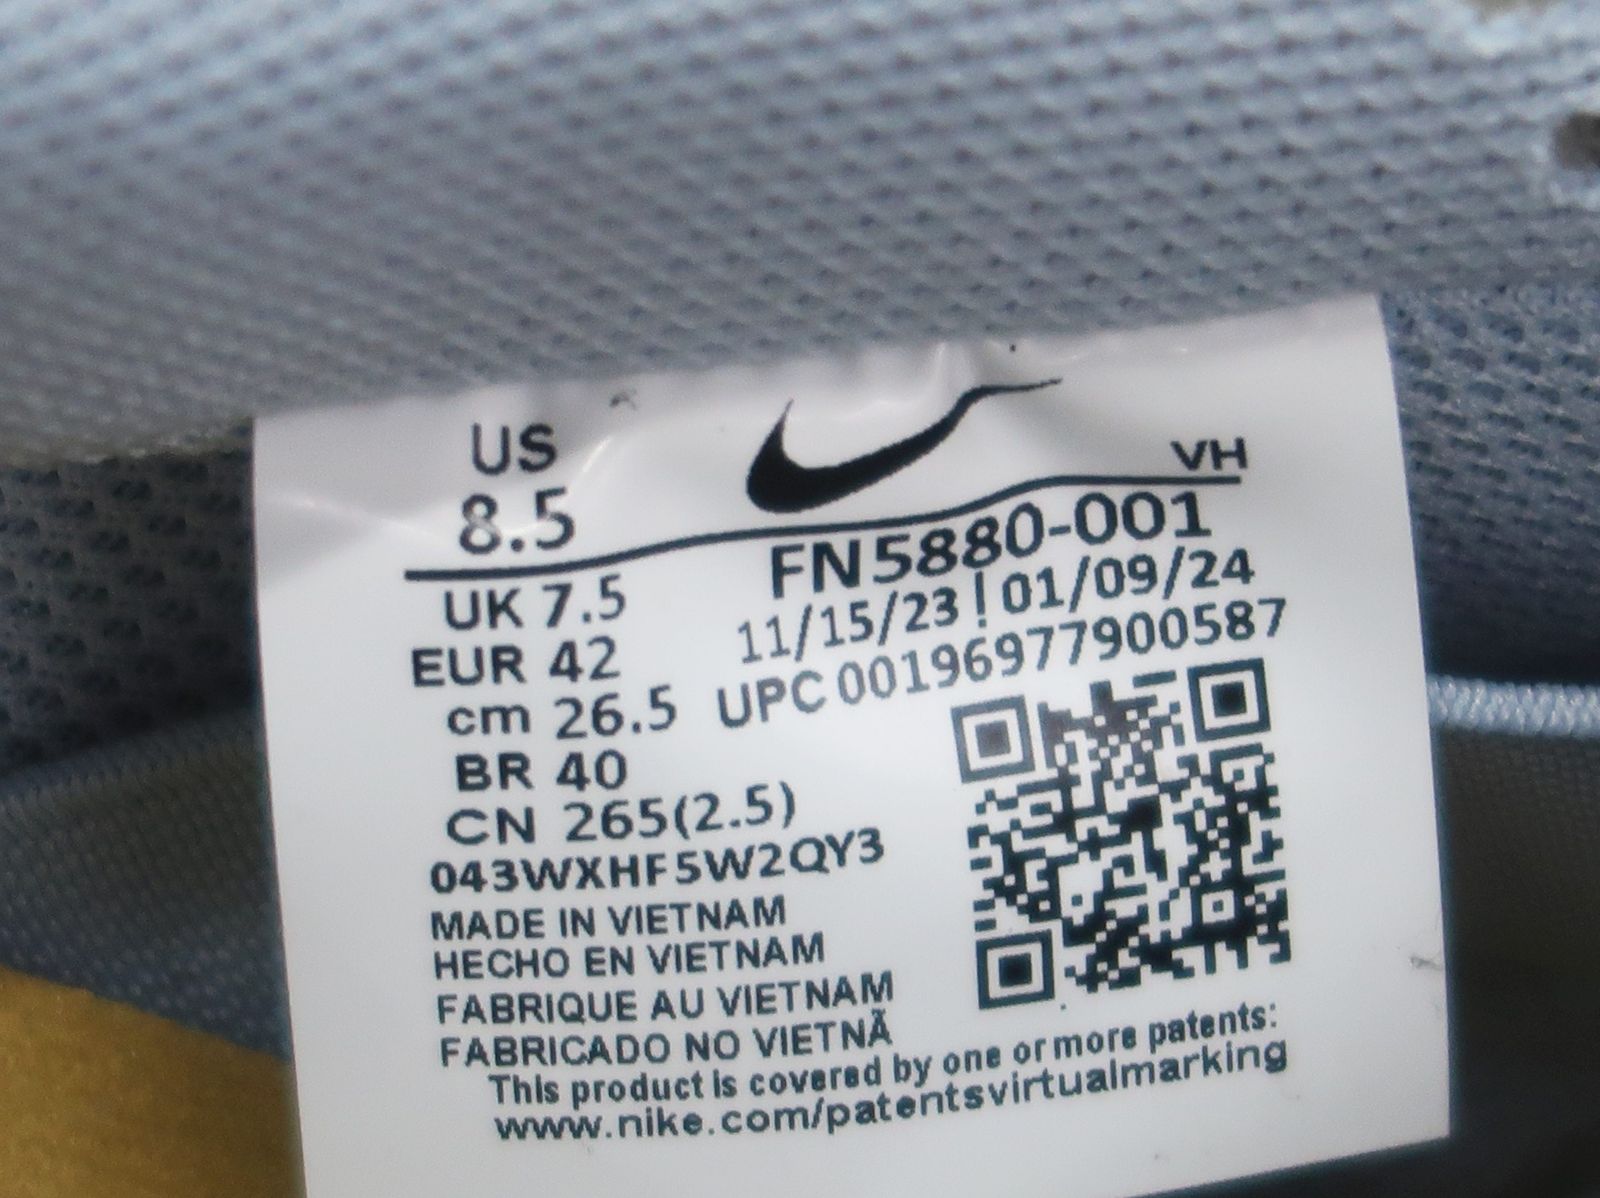 US
8.5
VH
UK 7.5
EUR 42
cm 26.5
BR 40
CN 265(2.5)
FN5880-001
11/15/23 ! 01/09/24
UPC 00196977900587
043WXHF5W2QY3
MADE IN VIETNAM
HECHO EN VIETNAM
FABRIQUE AU VIETNAM
FABRICADO NO VIETNÃ
This product is covered by one or more patents:
www.nike.com/patentsvirtualmarking